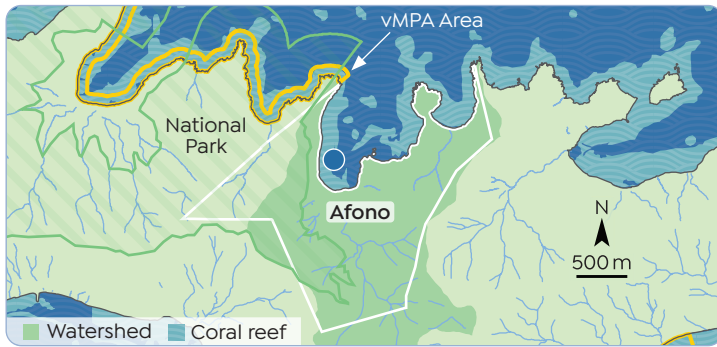 vMPA Area
National
Park
Afono
N
500 m
Watershed Coral reef